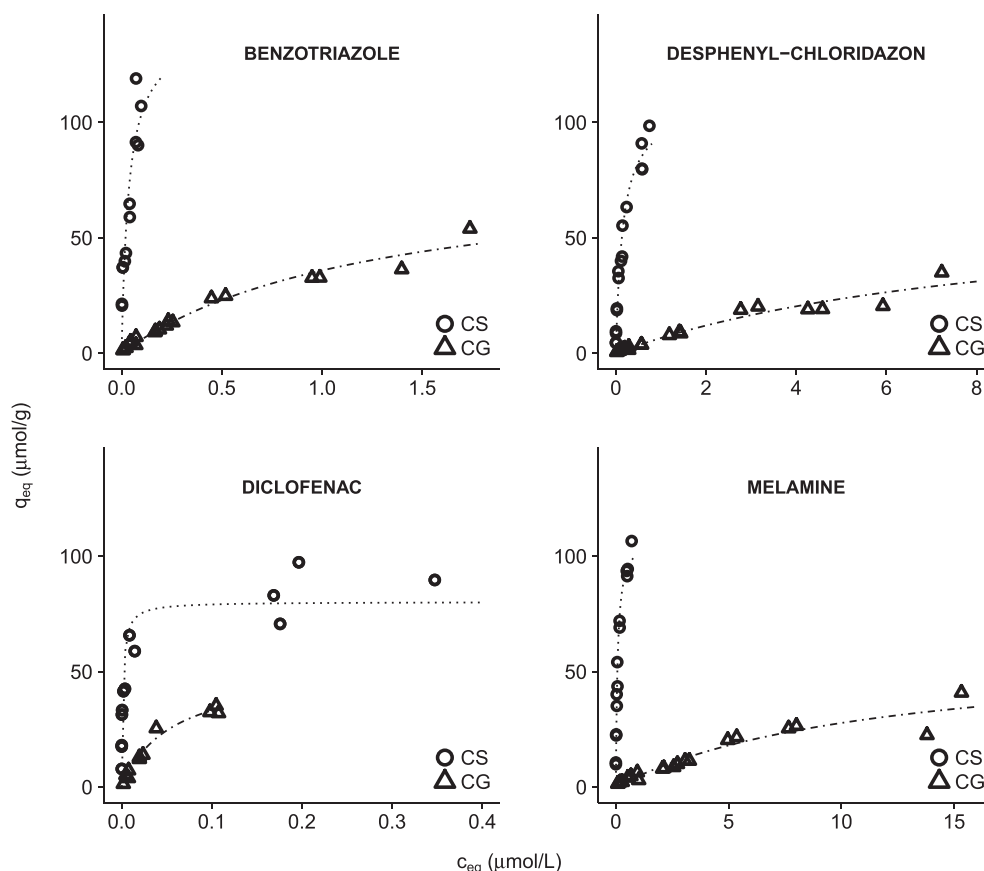 BENZOTRIAZOLE
100
50
0
CS
CG
0.0 0.5 1.0 1.5
DESPHENYL−CHLORIDAZON
100
50
0
CS
CG
0 2 4 6 8
qeq (μmol/g)
DICLOFENAC
100
50
0
CS
CG
0.0 0.1 0.2 0.3 0.4
MELAMINE
100
50
0
CS
CG
0 5 10 15
ceq (μmol/L)